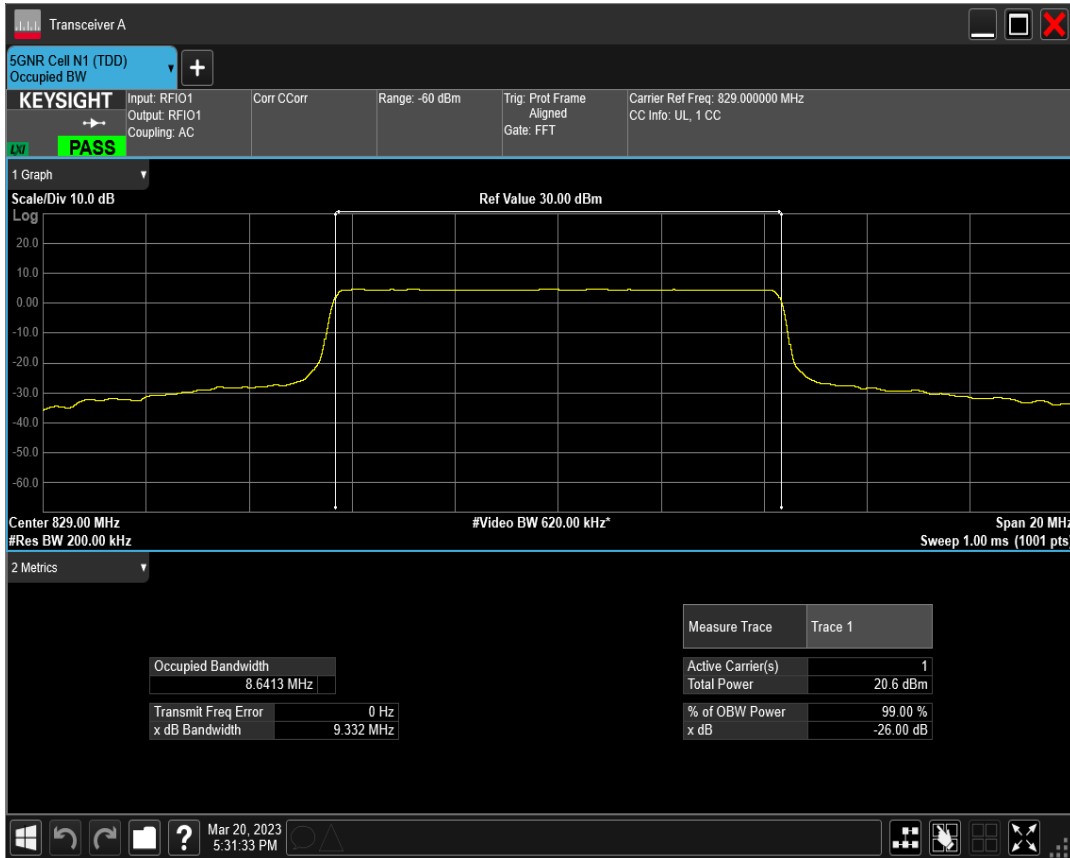 Transceiver A
5GNR Cell N1 (TDD)
Occupied BW
+
KEYSIGHT
LXI
PASS
Input: RFIO1
Output: RFIO1
Coupling: AC
Corr CCorr
Range: -60 dBm
Trig: Prot Frame
Aligned
Gate: FFT
Carrier Ref Freq: 829.000000 MHz
CC Info: UL, 1 CC
1 Graph
Scale/Div 10.0 dB
Ref Value 30.00 dBm
Log
20.0
10.0
0.00
-10.0
-20.0
-30.0
-40.0
-50.0
-60.0
Center 829.00 MHz
#Video BW 620.00 kHz*
Span 20 MHz
#Res BW 200.00 kHz
Sweep 1.00 ms (1001 pts)
2 Metrics
Measure Trace Trace 1
Occupied Bandwidth
8.6413 MHz
Active Carrier(s) 1
Total Power 20.6 dBm
Transmit Freq Error 0 Hz
x dB Bandwidth 9.332 MHz
% of OBW Power 99.00 %
x dB -26.00 dB
?
Mar 20, 2023
5:31:33 PM